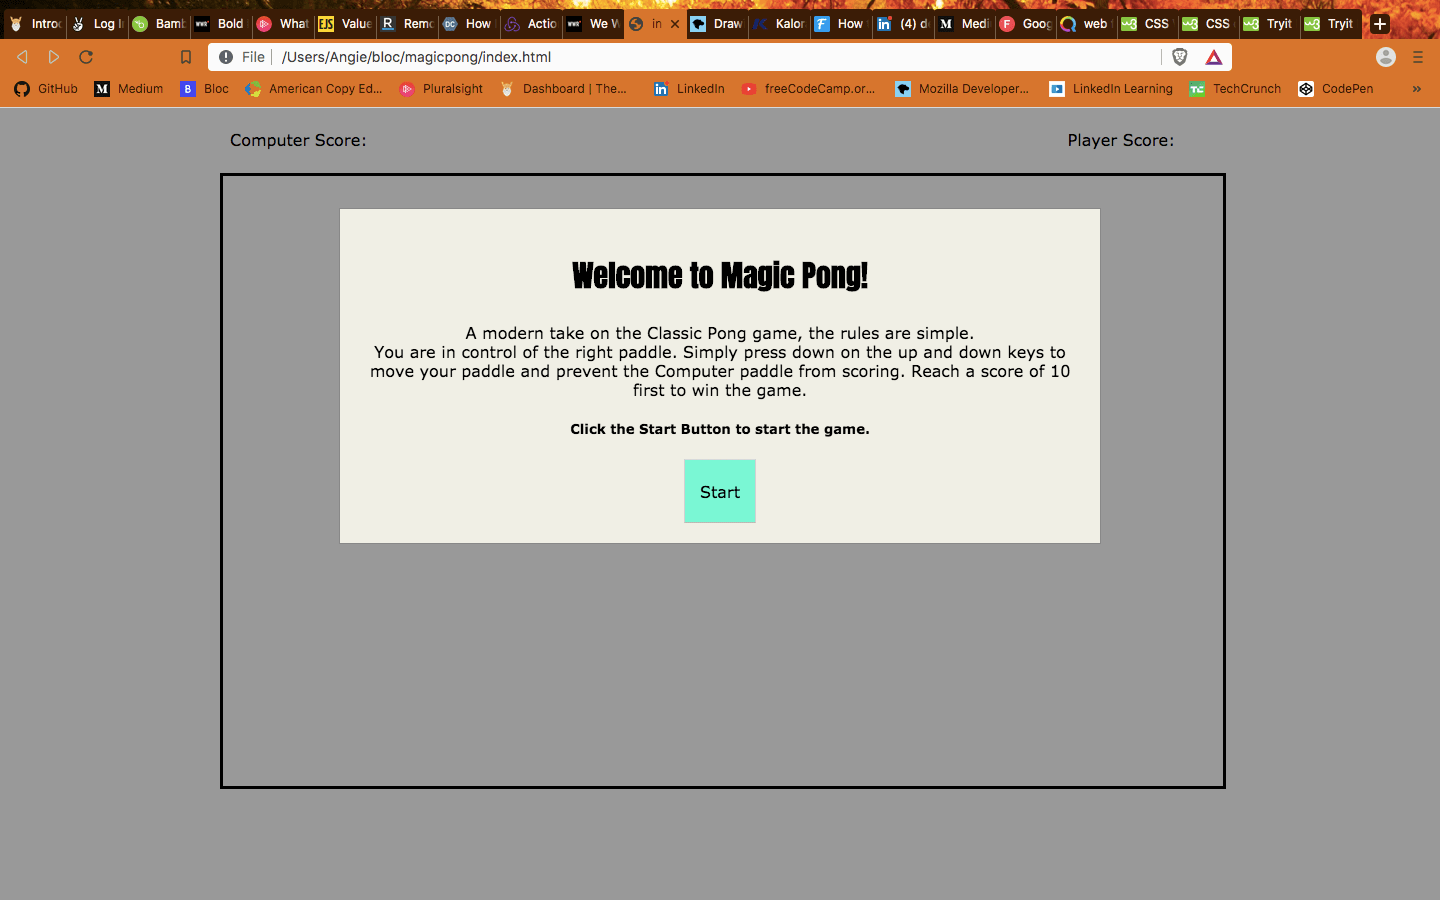 Introd Log I Bam Bold What Value Remo How Actio We W in Draw Kalor How (4) d Medi Goog web CSS CSS Tryit Tryit
File /Users/Angie/bloc/magicpong/index.html
GitHub Medium Bloc American Copy Ed... Pluralsight Dashboard | The... LinkedIn freeCodeCamp.or... Mozilla Developer... LinkedIn Learning TechCrunch CodePen »
Computer Score: Player Score:
Welcome to Magic Pong!
A modern take on the Classic Pong game, the rules are simple.
You are in control of the right paddle. Simply press down on the up and down keys to
move your paddle and prevent the Computer paddle from scoring. Reach a score of 10
first to win the game.
Click the Start Button to start the game.
Start